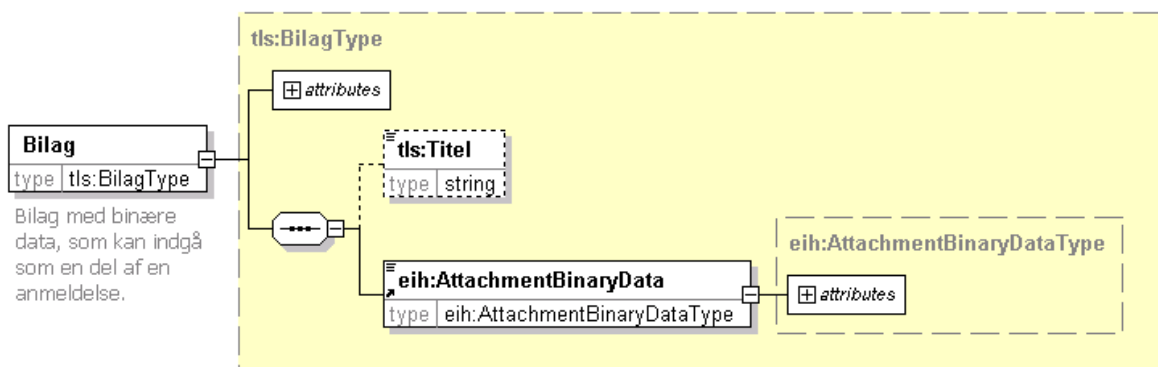 tls:BilagType
attributes
Bilag
type tls:BilagType
Bilag med binære
data, som kan indgå
som en del af en
anmeldelse.
tls:Titel
type string
eih:AttachmentBinaryData
type eih:AttachmentBinaryDataType
eih:AttachmentBinaryDataType
attributes